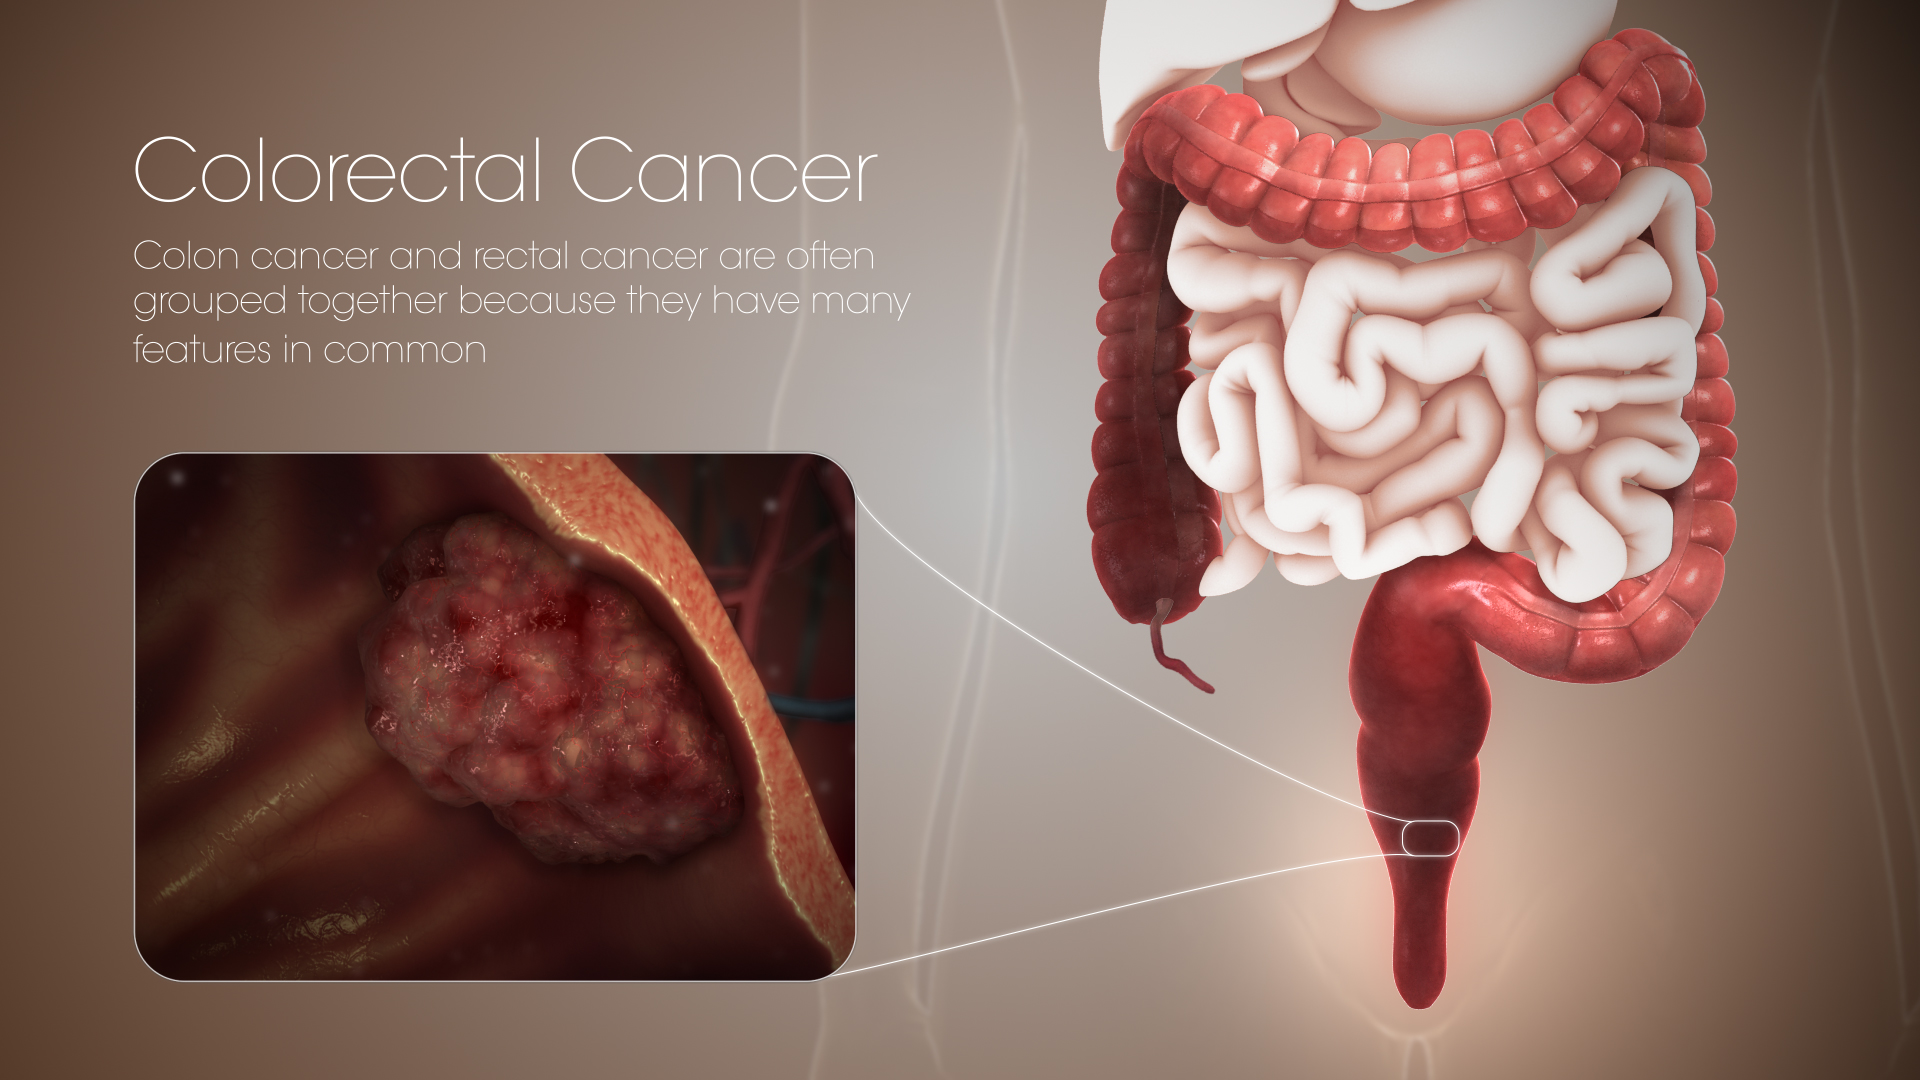 Colorectal Cancer
Colon cancer and rectal cancer are often
grouped together because they have many
features in common